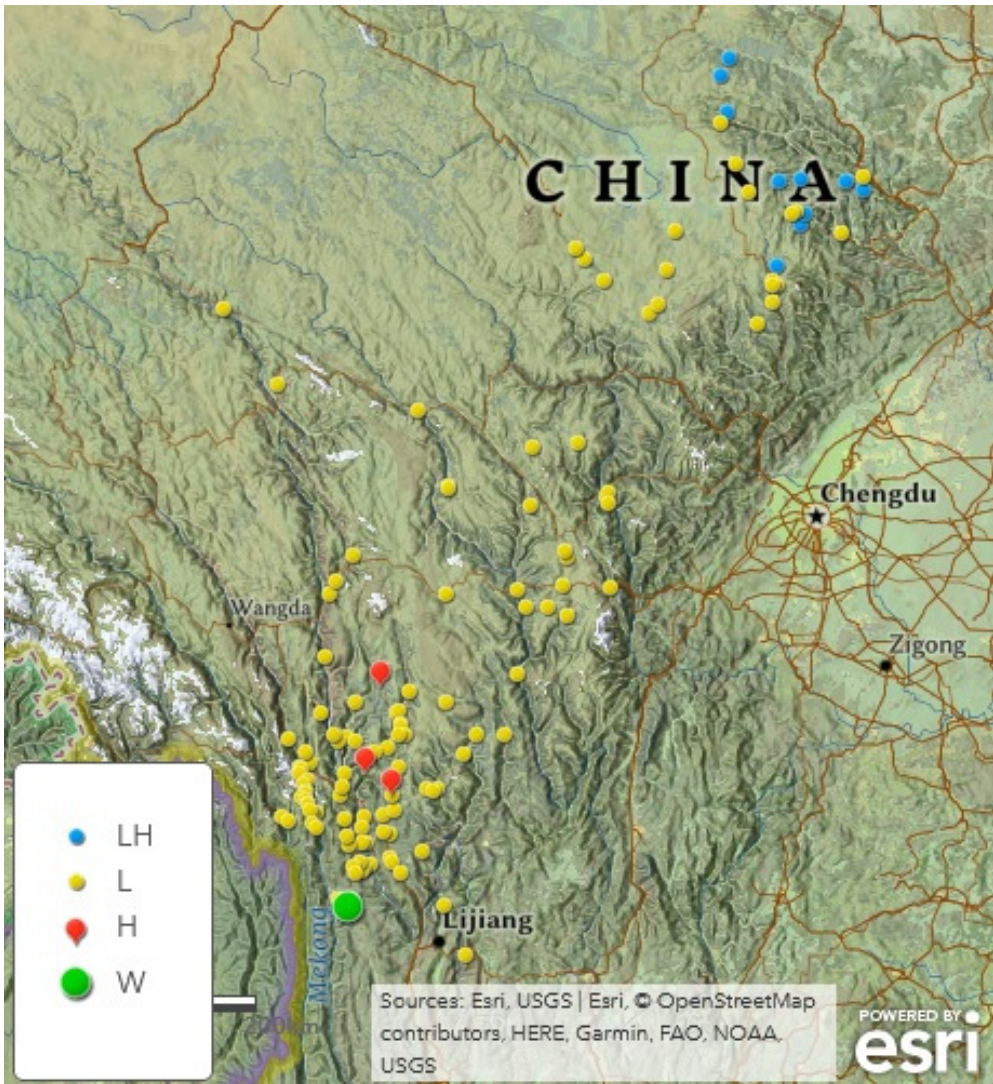 CHINA
Chengdu
Wangda
Zigong
LH
L
H
W
Mekong
Lijiang
Sources: Esri, USGS | Esri, © OpenStreetMap
contributors, HERE, Garmin, FAO, NOAA,
USGS
POWERED BY
esri